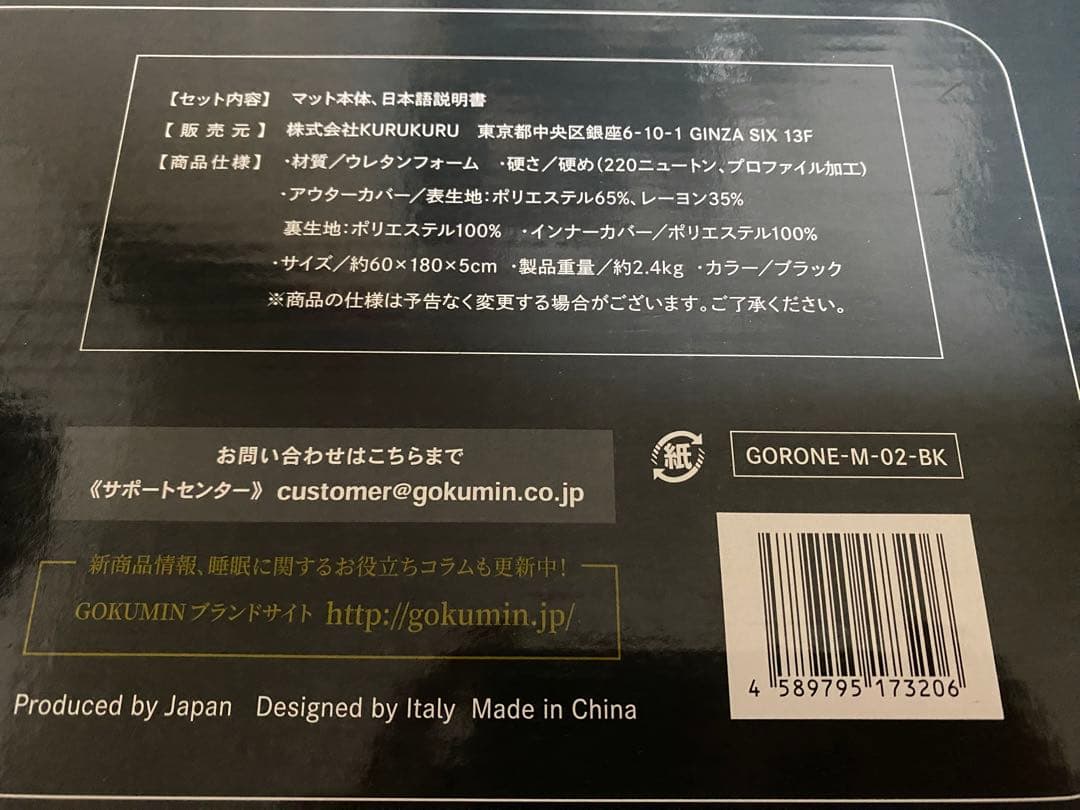 【セット内容】 マット本体、日本語説明書
【販売元】 株式会社KURUKURU 東京都中央区銀座6-10-1 GINZA SIX 13F
【商品仕様】 ・材質／ウレタンフォーム ・硬さ／硬め（220ニュートン、プロファイル加工）
・アウターカバー／表生地：ポリエステル65%、レーヨン35%
裏生地：ポリエステル100% ・インナーカバー／ポリエステル100%
・サイズ／約60×180×5cm ・製品重量／約2.4kg ・カラー／ブラック
※商品の仕様は予告なく変更する場合がございます。ご了承ください。
お問い合わせはこちらまで
《サポートセンター》 customer@gokumin.co.jp
紙
GORONE-M-02-BK
新商品情報、睡眠に関するお役立ちコラムも更新中！
GOKUMINブランドサイト http://gokumin.jp/
4 589795 173206
Produced by Japan Designed by Italy Made in China